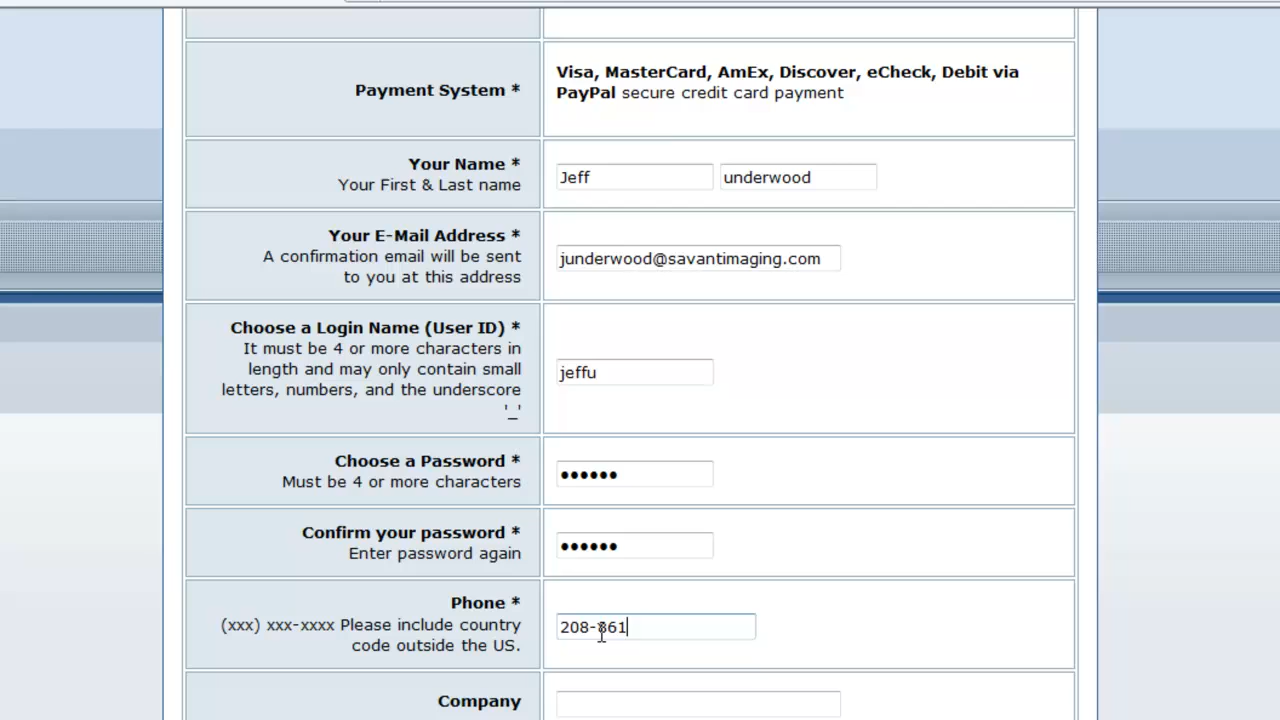 Payment System *
Visa, MasterCard, AmEx, Discover, eCheck, Debit via
PayPal secure credit card payment
Your Name *
Your First & Last name
Jeff underwood
Your E-Mail Address *
A confirmation email will be sent
to you at this address
junderwood@savantimaging.com
Choose a Login Name (User ID) *
It must be 4 or more characters in
length and may only contain small
letters, numbers, and the underscore
'_'
jeffu
Choose a Password *
Must be 4 or more characters
••••••
Confirm your password *
Enter password again
••••••
Phone *
(xxx) xxx-xxxx Please include country
code outside the US.
Company